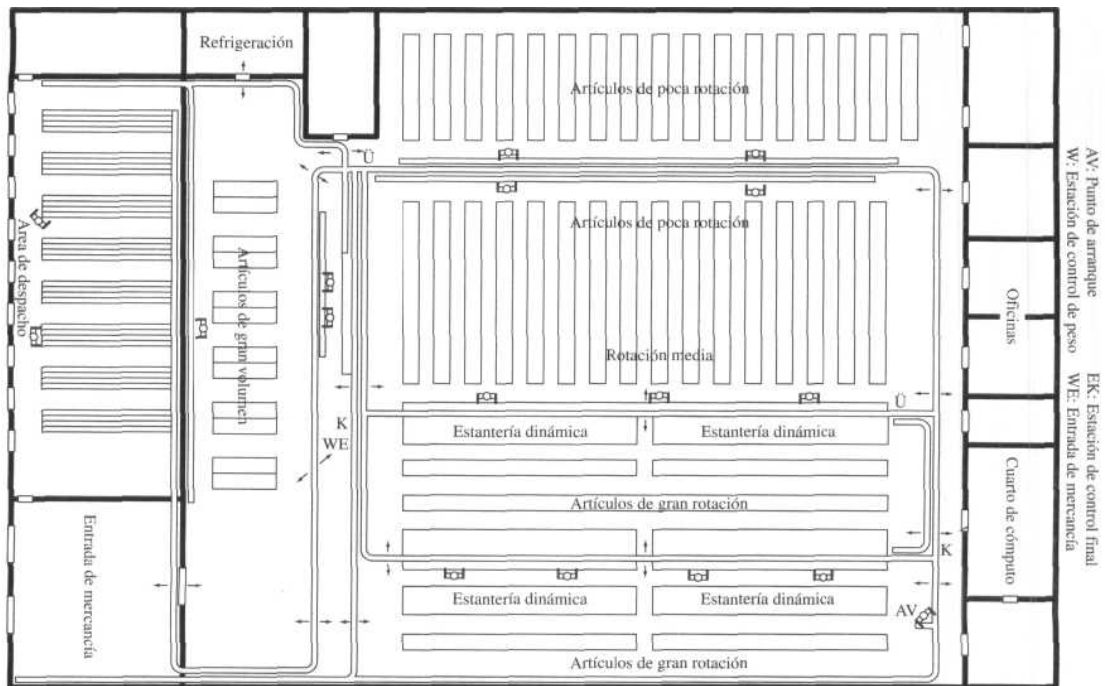 Refrigeración
Artículos de poca rotación
Ü
Artículos de poca rotación
Area de despacho
Artículos de gran volumen
Rotación media
Oficinas
Ü
K
WE
Estantería dinámica
Estantería dinámica
Artículos de gran rotación
Cuarto de cómputo
K
Entrada de mercancía
Estantería dinámica
Estantería dinámica
AV
Artículos de gran rotación
AV: Punto de arranque
W: Estación de control de peso
EK: Estación de control final
WE: Entrada de mercancía